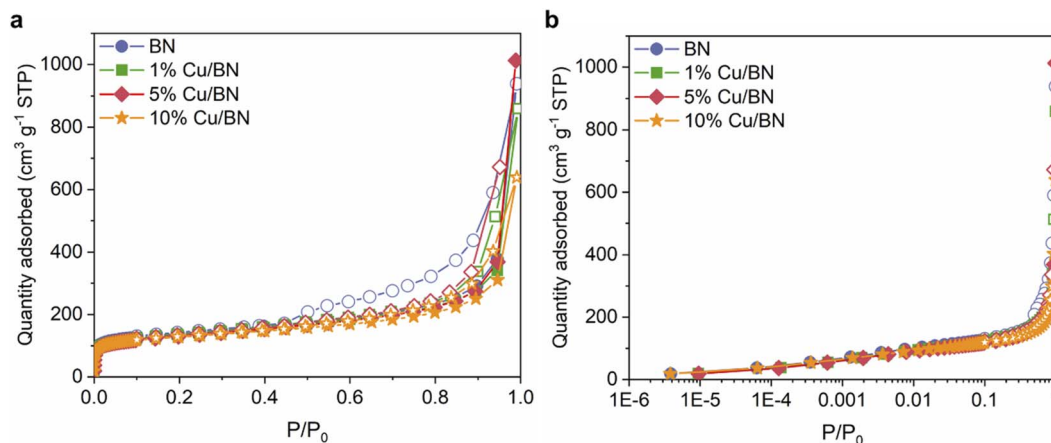 a
Quantity adsorbed (cm³ g⁻¹ STP)
1000
800
600
400
200
0
BN
1% Cu/BN
5% Cu/BN
10% Cu/BN
0.0 0.2 0.4 0.6 0.8 1.0
P/P₀
b
Quantity adsorbed (cm³ g⁻¹ STP)
1000
800
600
400
200
0
BN
1% Cu/BN
5% Cu/BN
10% Cu/BN
1E-6 1E-5 1E-4 0.001 0.01 0.1
P/P₀